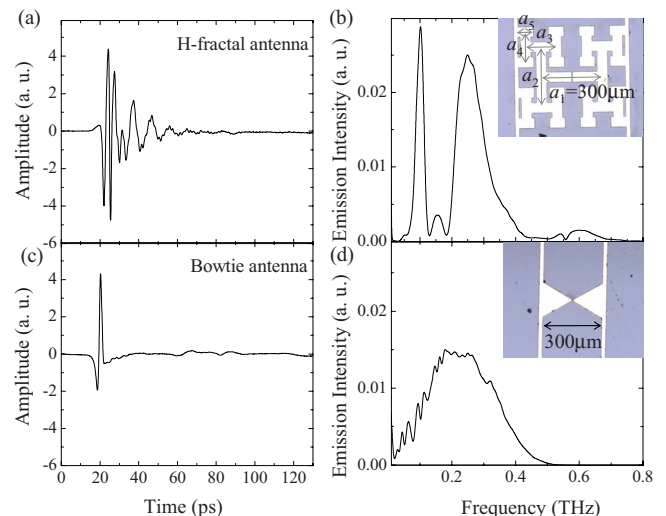 (a)
H-fractal antenna
4
2
0
-2
-4
-6
Amplitude (a. u.)
(b)
0.03
0.02
0.01
0.00
Emission Intensity (a. u.)
a5
a3
a4
a2
a1=300μm
(c)
Bowtie antenna
4
2
0
-2
-4
-6
Amplitude (a. u.)
0 20 40 60 80 100 120
Time (ps)
(d)
0.02
0.01
0.00
Emission Intensity (a. u.)
300μm
0.2 0.4 0.6 0.8
Frequency (THz)